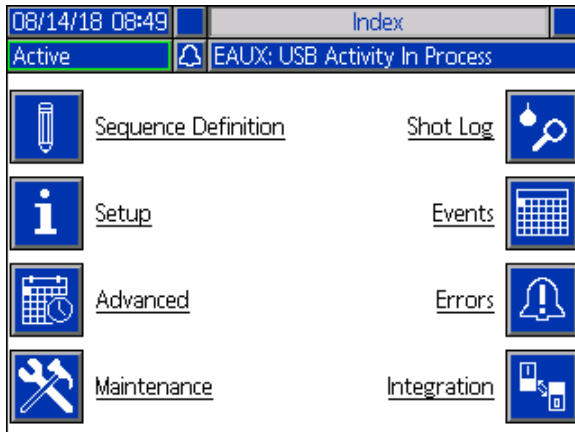 08/14/18 08:49 Index
Active EAUX: USB Activity In Process
Sequence Definition Shot Log
Setup Events
Advanced Errors
Maintenance Integration